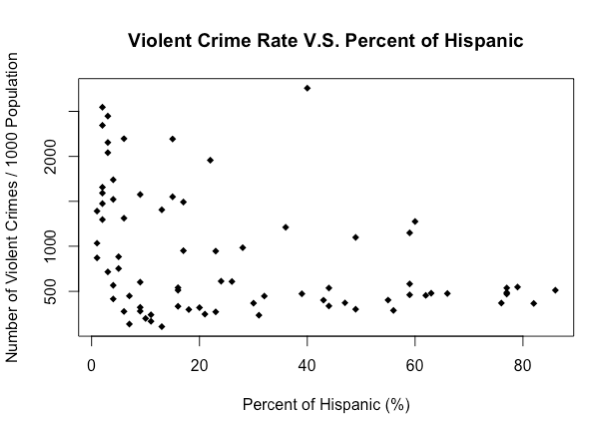 Violent Crime Rate V.S. Percent of Hispanic
Number of Violent Crimes / 1000 Population
2000
1000
500
0
20
40
60
80
Percent of Hispanic (%)